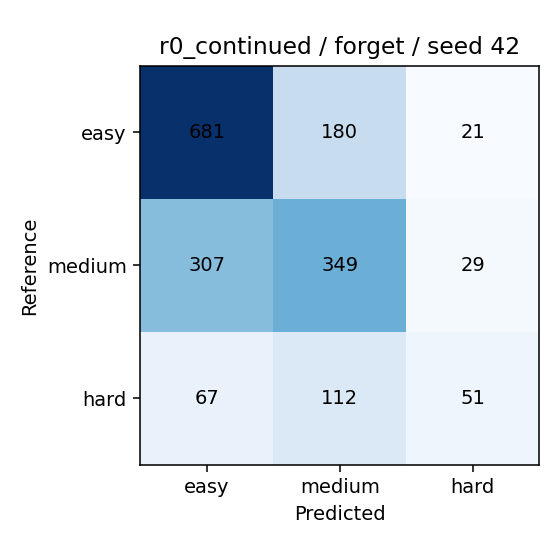 r0_continued / forget / seed 42
Reference
easy 681 180 21
medium 307 349 29
hard 67 112 51
easy medium hard
Predicted